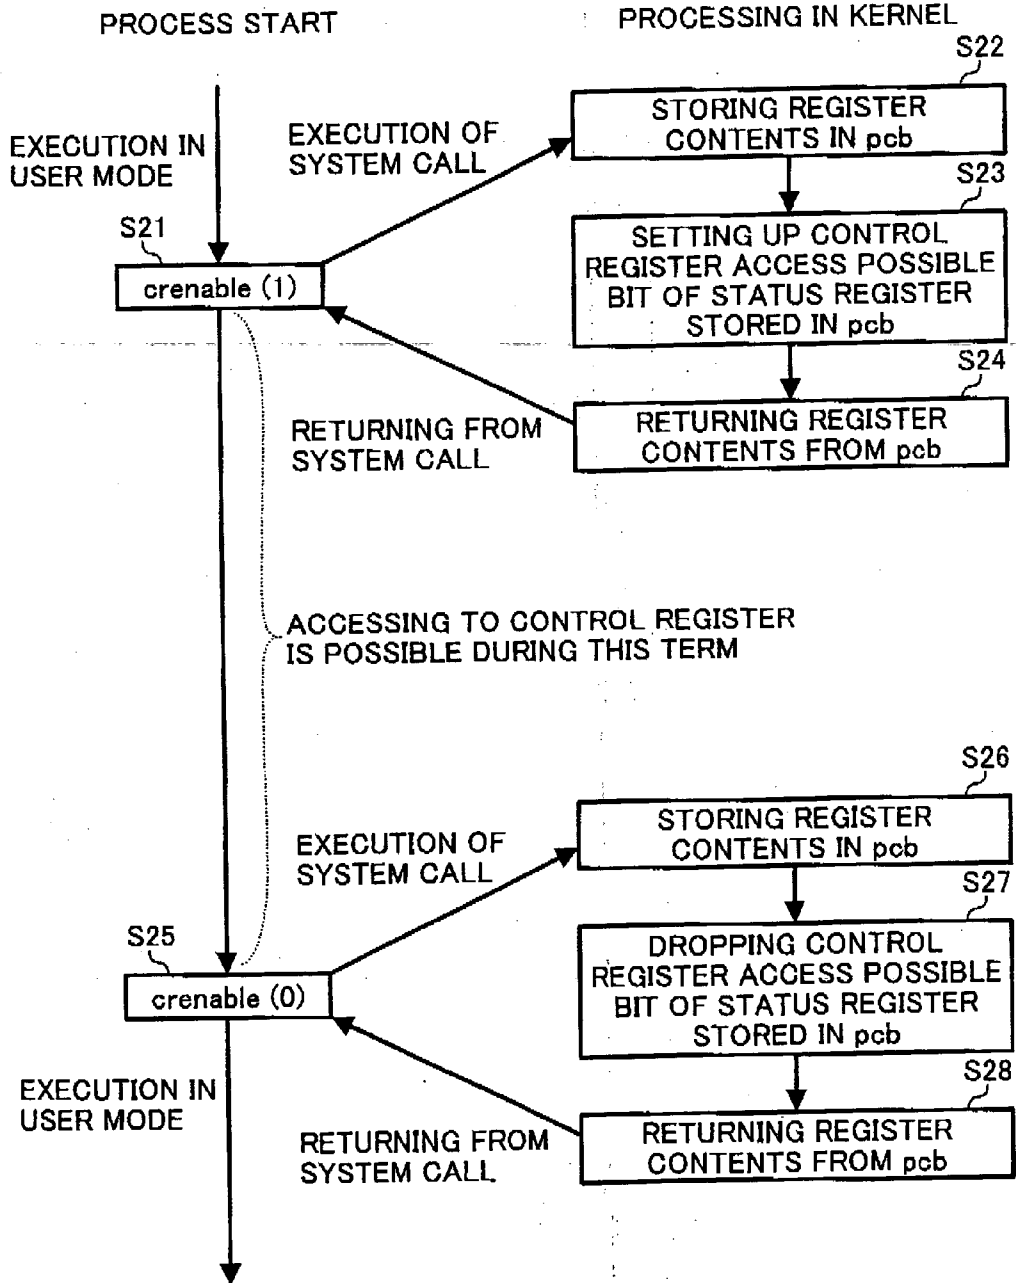 PROCESS START
PROCESSING IN KERNEL
S22
STORING REGISTER
CONTENTS IN pcb
EXECUTION IN
USER MODE
EXECUTION OF
SYSTEM CALL
S23
S21
SETTING UP CONTROL
REGISTER ACCESS POSSIBLE
BIT OF STATUS REGISTER
STORED IN pcb
crenable (1)
S24
RETURNING FROM
SYSTEM CALL
RETURNING REGISTER
CONTENTS FROM pcb
ACCESSING TO CONTROL REGISTER
IS POSSIBLE DURING THIS TERM
S26
STORING REGISTER
CONTENTS IN pcb
EXECUTION OF
SYSTEM CALL
S27
S25
DROPPING CONTROL
REGISTER ACCESS POSSIBLE
BIT OF STATUS REGISTER
STORED IN pcb
crenable (0)
S28
EXECUTION IN
USER MODE
RETURNING FROM
SYSTEM CALL
RETURNING REGISTER
CONTENTS FROM pcb